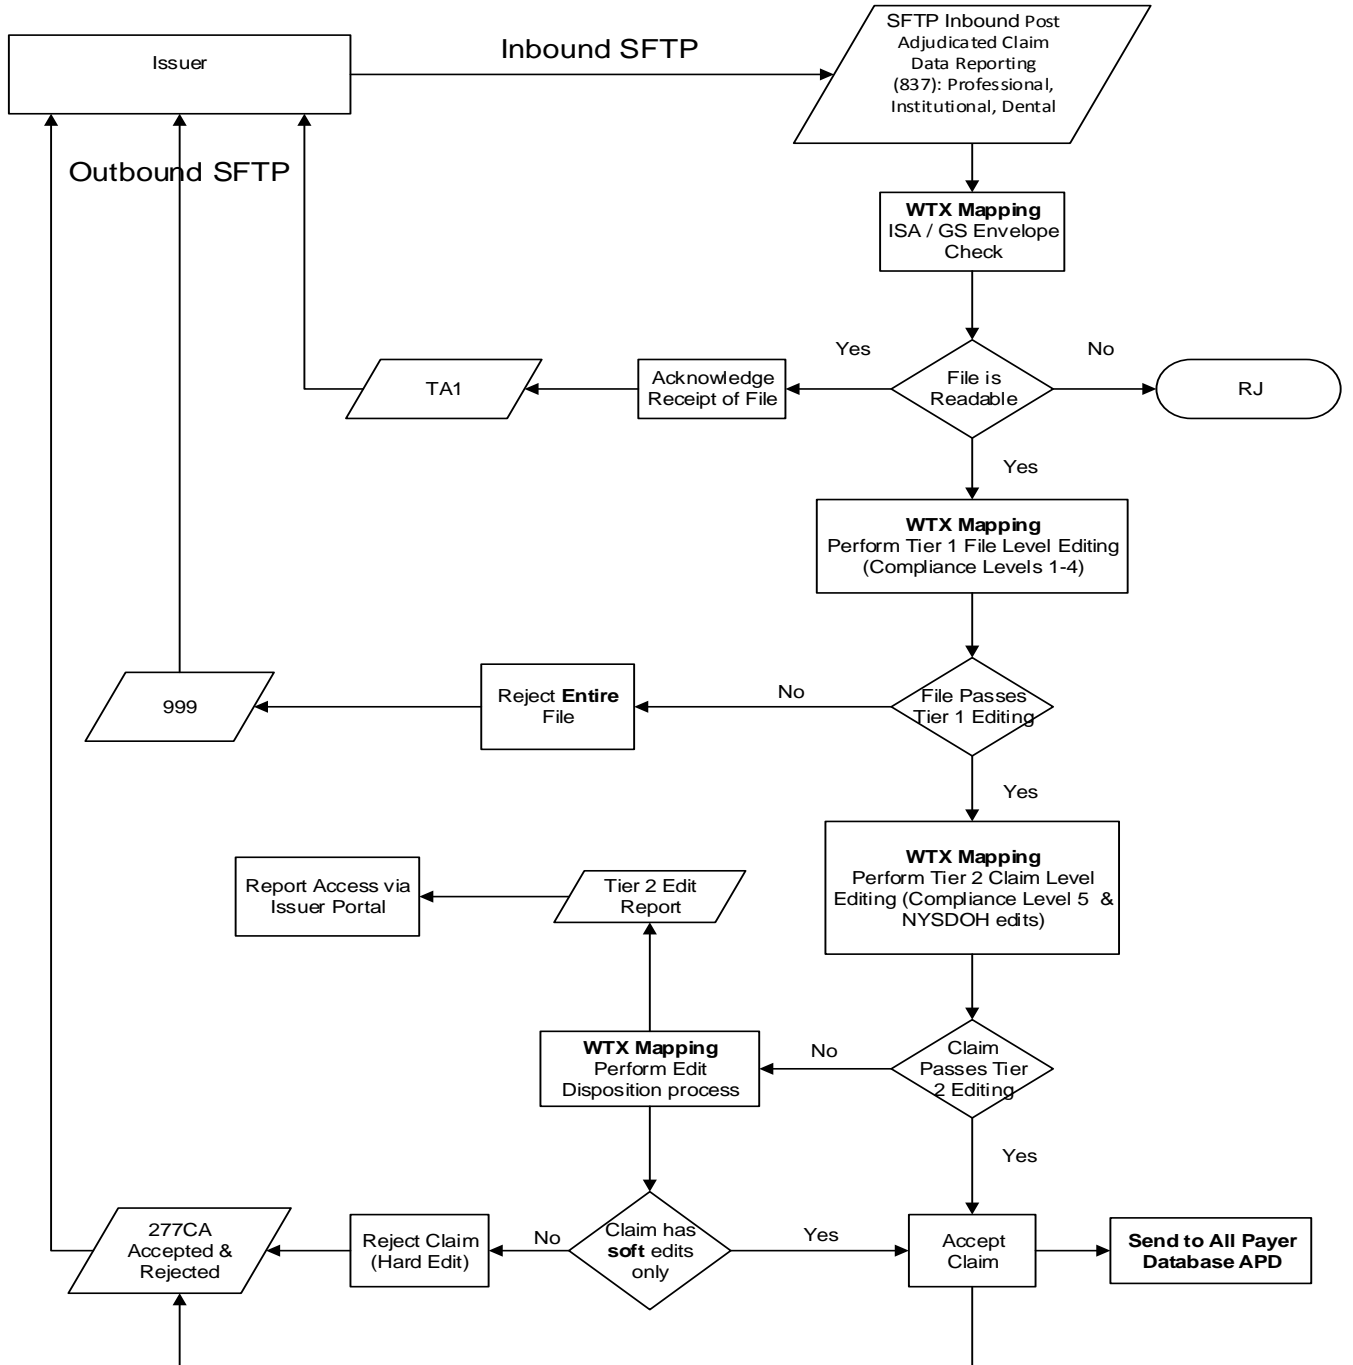 Issuer
Inbound SFTP
SFTP Inbound Post
Adjudicated Claim
Data Reporting
(837): Professional,
Institutional, Dental
Outbound SFTP
WTX Mapping
ISA / GS Envelope
Check
Yes
No
TA1
Acknowledge
Receipt of File
File is
Readable
RJ
Yes
WTX Mapping
Perform Tier 1 File Level Editing
(Compliance Levels 1-4)
999
Reject Entire
File
No
File Passes
Tier 1 Editing
Yes
WTX Mapping
Perform Tier 2 Claim Level
Editing (Compliance Level 5 &
NYSDOH edits)
Report Access via
Issuer Portal
Tier 2 Edit
Report
WTX Mapping
Perform Edit
Disposition process
No
Claim
Passes Tier
2 Editing
Yes
277CA
Accepted &
Rejected
Reject Claim
(Hard Edit)
No
Claim has
soft edits
only
Yes
Accept
Claim
Send to All Payer
Database APD